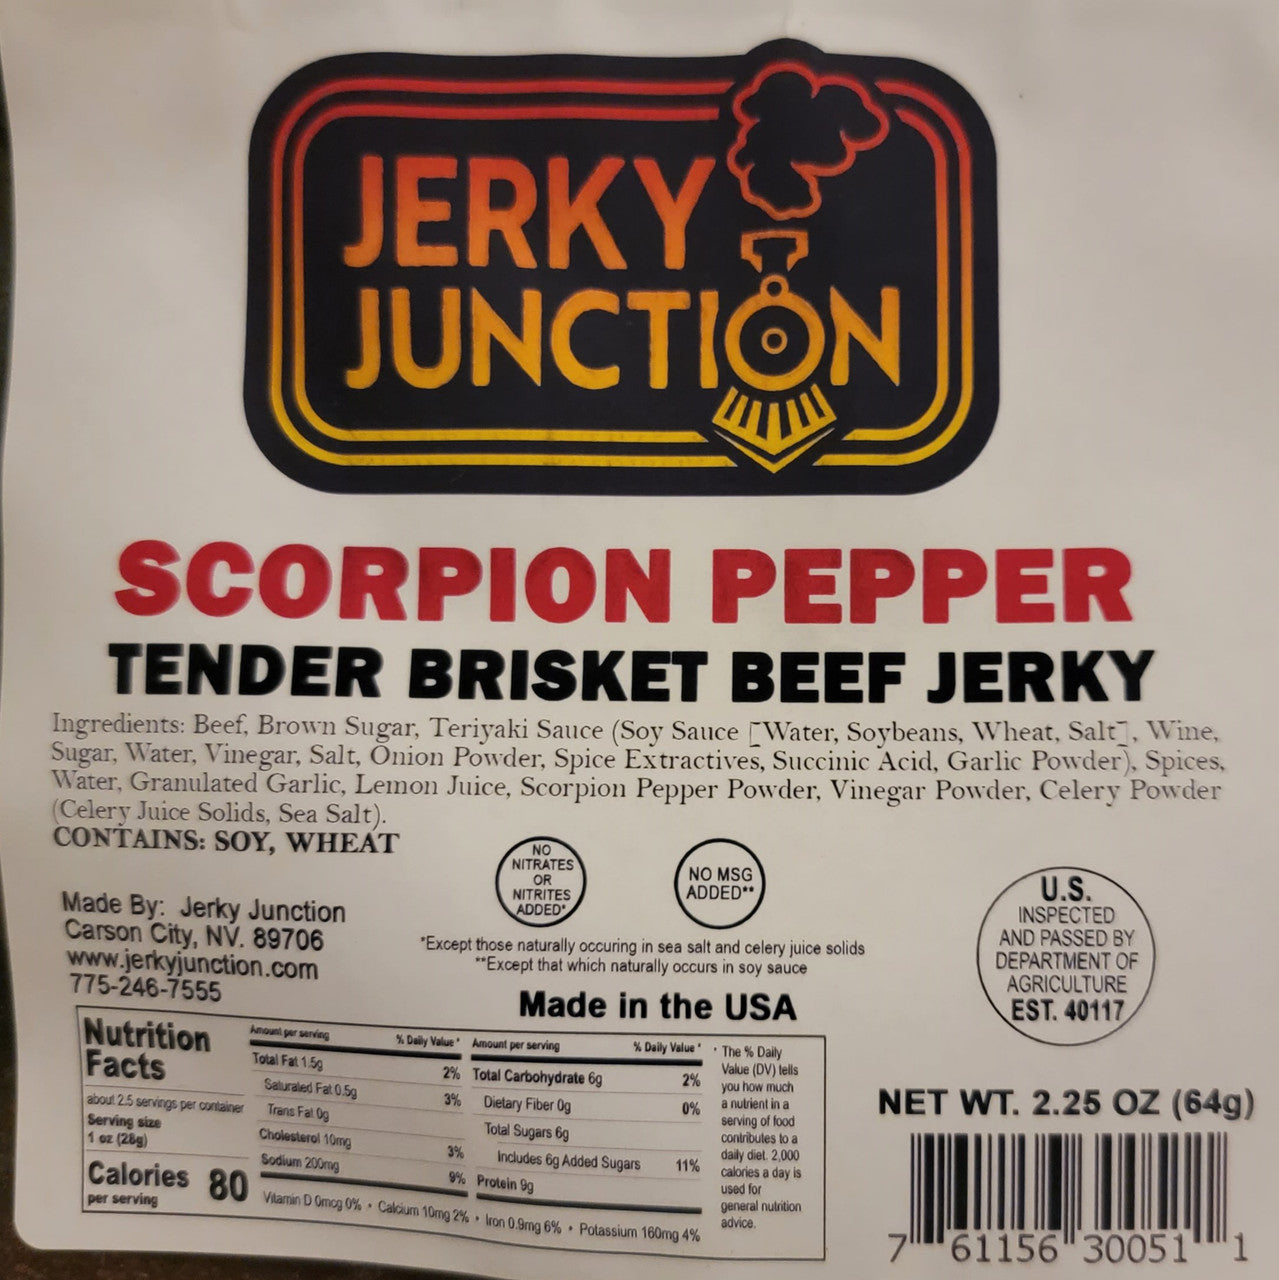 JERKY
JUNCTION
SCORPION PEPPER
TENDER BRISKET BEEF JERKY
Ingredients: Beef, Brown Sugar, Teriyaki Sauce (Soy Sauce [Water, Soybeans, Wheat, Salt], Wine,
Sugar, Water, Vinegar, Salt, Onion Powder, Spice Extractives, Succinic Acid, Garlic Powder), Spices,
Water, Granulated Garlic, Lemon Juice, Scorpion Pepper Powder, Vinegar Powder, Celery Powder
(Celery Juice Solids, Sea Salt).
CONTAINS: SOY, WHEAT
NO
NITRATES
OR
NITRITES
ADDED*
NO MSG
ADDED**
*Except those naturally occuring in sea salt and celery juice solids
**Except that which naturally occurs in soy sauce
Made By: Jerky Junction
Carson City, NV. 89706
www.jerkyjunction.com
775-246-7555
Made in the USA
U.S.
INSPECTED
AND PASSED BY
DEPARTMENT OF
AGRICULTURE
EST. 40117
Nutrition
Facts
about 2.5 servings per container
Serving size
1 oz (28g)
Calories 80
per serving
Amount per serving % Daily Value*
Total Fat 1.5g 2%
Saturated Fat 0.5g 3%
Trans Fat 0g
Cholesterol 10mg 3%
Sodium 200mg 9%
Amount per serving % Daily Value*
Total Carbohydrate 6g 2%
Dietary Fiber 0g 0%
Total Sugars 6g
Includes 6g Added Sugars 11%
Protein 9g
Vitamin D 0mcg 0% • Calcium 10mg 2% • Iron 0.9mg 6% • Potassium 160mg 4%
* The % Daily
Value (DV) tells
you how much
a nutrient in a
serving of food
contributes to a
daily diet. 2,000
calories a day is
used for
general nutrition
advice.
NET WT. 2.25 OZ (64g)
7 61156 30051 1